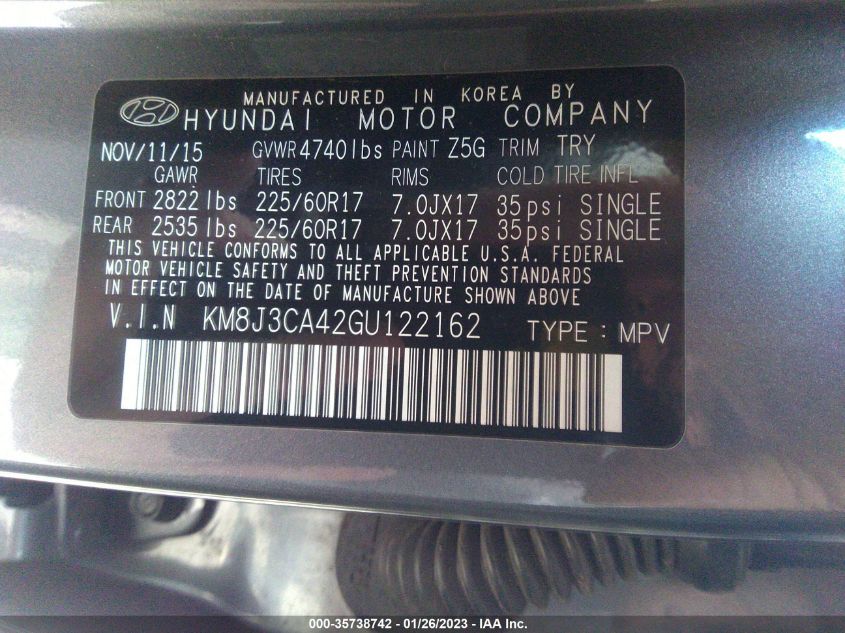 MANUFACTURED IN KOREA BY
HYUNDAI MOTOR COMPANY
NOV/11/15 GVWR 4740 lbs PAINT Z5G TRIM TRY
GAWR TIRES RIMS COLD TIRE INFL
FRONT 2822 lbs 225/60R17 7.0JX17 35psi SINGLE
REAR 2535 lbs 225/60R17 7.0JX17 35psi SINGLE
THIS VEHICLE CONFORMS TO ALL APPLICABLE U.S.A. FEDERAL
MOTOR VEHICLE SAFETY AND THEFT PREVENTION STANDARDS
IN EFFECT ON THE DATE OF MANUFACTURE SHOWN ABOVE
V.I.N KM8J3CA42GU122162 TYPE : MPV
000-35738742 / 01/26/2023 - IAA Inc.